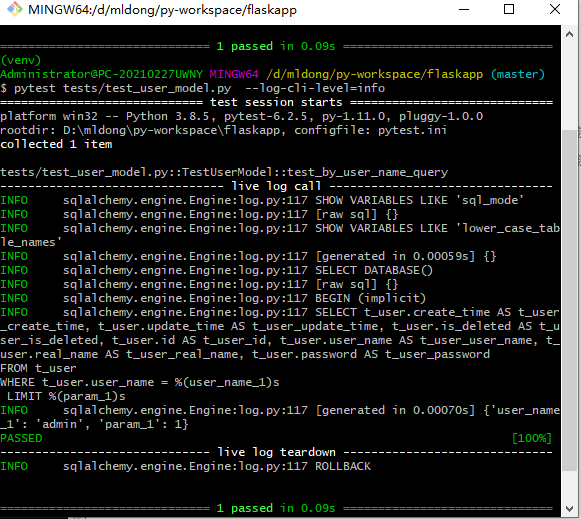 MINGW64:/d/mldong/py-workspace/flaskapp
============================== 1 passed in 0.09s ==============================
(venv)
Administrator@PC-20210227UWNY MINGW64 /d/mldong/py-workspace/flaskapp (master)
$ pytest tests/test_user_model.py  --log-cli-level=info
============================= test session starts =============================
platform win32 -- Python 3.8.5, pytest-6.2.5, py-1.11.0, pluggy-1.0.0
rootdir: D:\mldong\py-workspace\flaskapp, configfile: pytest.ini
collected 1 item
tests/test_user_model.py::TestUserModel::test_by_user_name_query
-------------------------------- live log call --------------------------------
INFO     sqlalchemy.engine.Engine:log.py:117 SHOW VARIABLES LIKE 'sql_mode'
INFO     sqlalchemy.engine.Engine:log.py:117 [raw sql] {}
INFO     sqlalchemy.engine.Engine:log.py:117 SHOW VARIABLES LIKE 'lower_case_tab
le_names'
INFO     sqlalchemy.engine.Engine:log.py:117 [generated in 0.00059s] {}
INFO     sqlalchemy.engine.Engine:log.py:117 SELECT DATABASE()
INFO     sqlalchemy.engine.Engine:log.py:117 [raw sql] {}
INFO     sqlalchemy.engine.Engine:log.py:117 BEGIN (implicit)
INFO     sqlalchemy.engine.Engine:log.py:117 SELECT t_user.create_time AS t_user
_create_time, t_user.update_time AS t_user_update_time, t_user.is_deleted AS t_u
ser_is_deleted, t_user.id AS t_user_id, t_user.user_name AS t_user_user_name, t_
user.real_name AS t_user_real_name, t_user.password AS t_user_password
FROM t_user
WHERE t_user.user_name = %(user_name_1)s
 LIMIT %(param_1)s
INFO     sqlalchemy.engine.Engine:log.py:117 [generated in 0.00070s] {'user_name
_1': 'admin', 'param_1': 1}
PASSED                                                                   [100%]
------------------------------ live log teardown ------------------------------
INFO     sqlalchemy.engine.Engine:log.py:117 ROLLBACK
============================== 1 passed in 0.09s ==============================